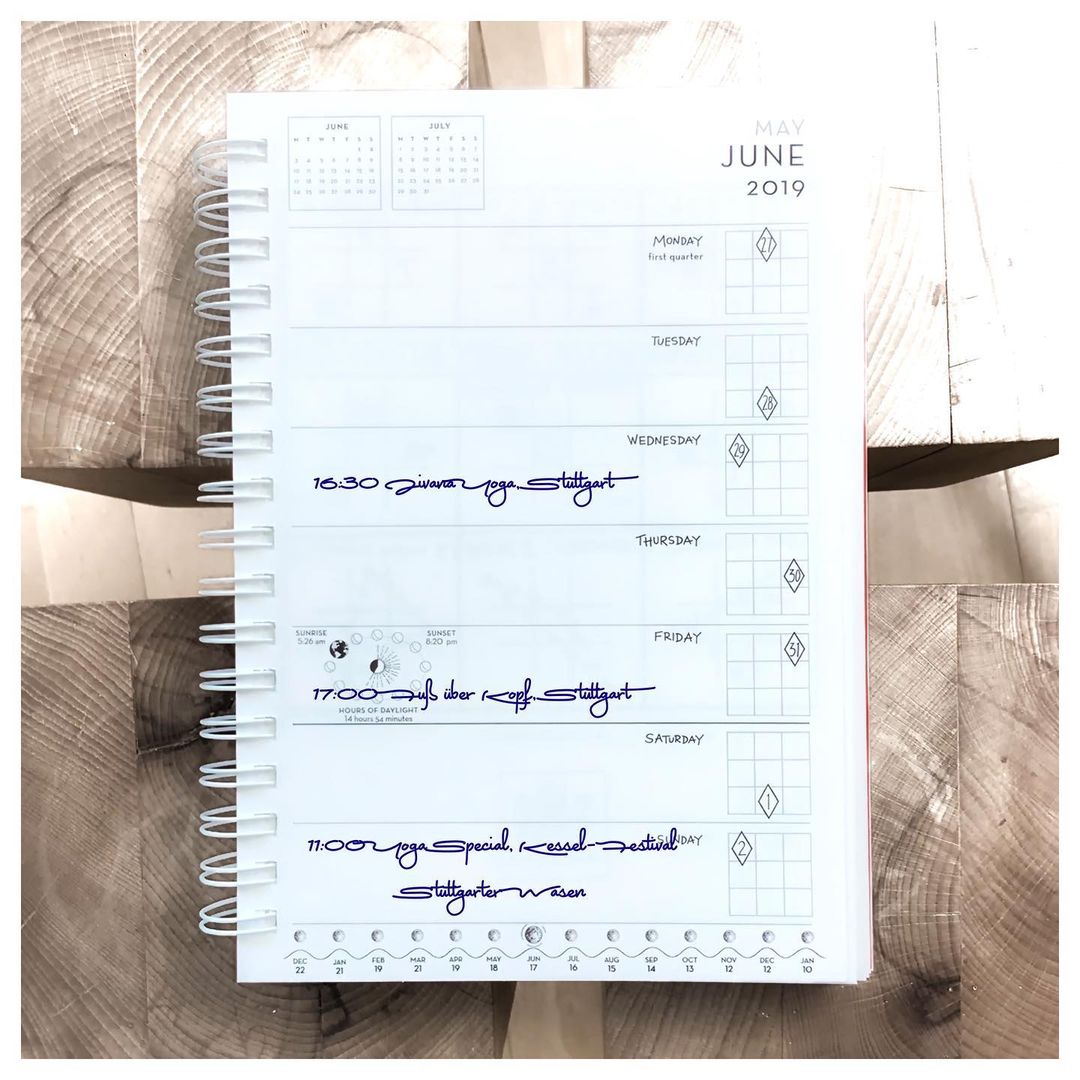 JUNE
M T W T F S S
1 2
3 4 5 6 7 8 9
10 11 12 13 14 15 16
17 18 19 20 21 22 23
24 25 26 27 28 29 30
JULY
M T W T F S S
1 2 3 4 5 6 7
8 9 10 11 12 13 14
15 16 17 18 19 20 21
22 23 24 25 26 27 28
29 30 31
MAY
JUNE
2019
MONDAY 27
first quarter
TUESDAY
28
WEDNESDAY 29
16:30 Jivana Yoga, Stuttgart
THURSDAY
30
FRIDAY 31
SUNRISE SUNSET
5:26 am 8:20 pm
17:00 Fuß über Kopf, Stuttgart
HOURS OF DAYLIGHT
14 hours 54 minutes
SATURDAY
1
SUNDAY 2
11:00 Yoga Special, Kessel-Festival
Stuttgarter Wasen
DEC JAN FEB MAR APR MAY JUN JUL AUG SEP OCT NOV DEC JAN
22 21 19 21 19 18 17 16 15 14 13 12 12 10